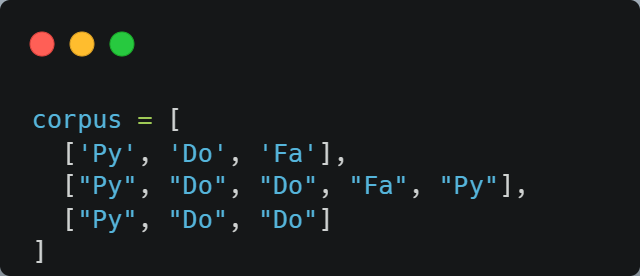 corpus = [
  ['Py', 'Do', 'Fa'],
  ["Py", "Do", "Do", "Fa", "Py"],
  ["Py", "Do", "Do"]
]